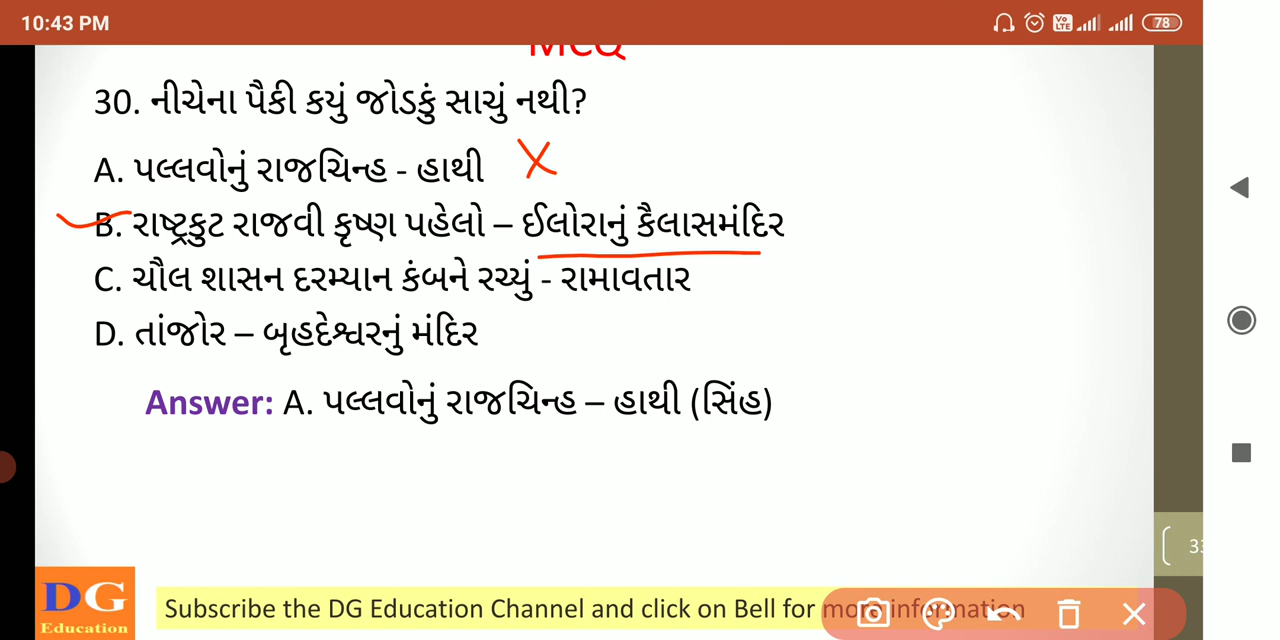 10:43 PM
Vo LTE
78
MCQ
30. નીચેના પૈકી કયું જોડકું સાચું નથી?
A. પલ્લવોનું રાજચિન્હ - હાથી
B. રાષ્ટ્રકુટ રાજવી કૃષ્ણ પહેલો – ઈલોરાનું કૈલાસમંદિર
C. ચૌલ શાસન દરમ્યાન કંબને રચ્યું - રામાવતાર
D. તાંજોર – બૃહદેશ્વરનું મંદિર
Answer: A. પલ્લવોનું રાજચિન્હ – હાથી (સિંહ)
DG
Education
Subscribe the DG Education Channel and click on Bell for more information